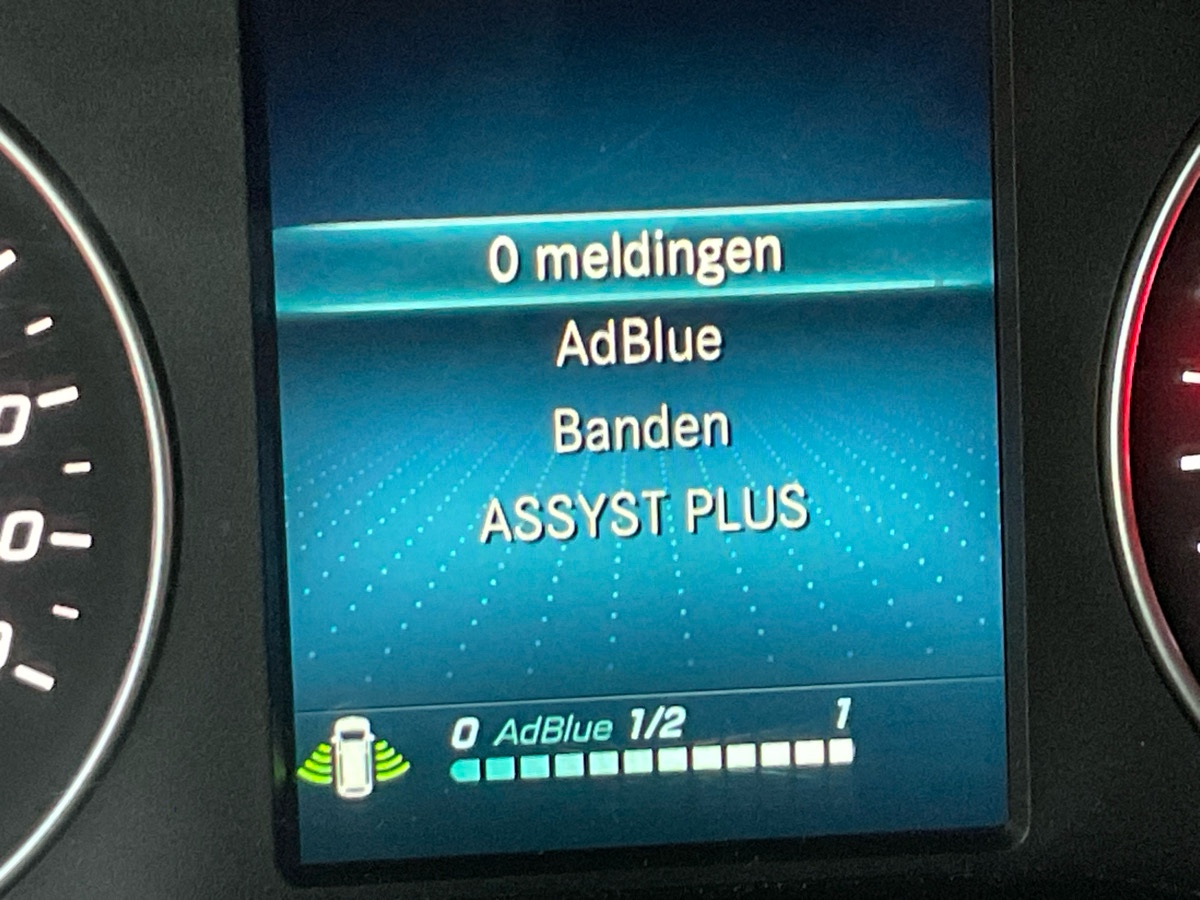 0 meldingen
AdBlue
Banden
ASSYST PLUS
0 AdBlue 1/2 1